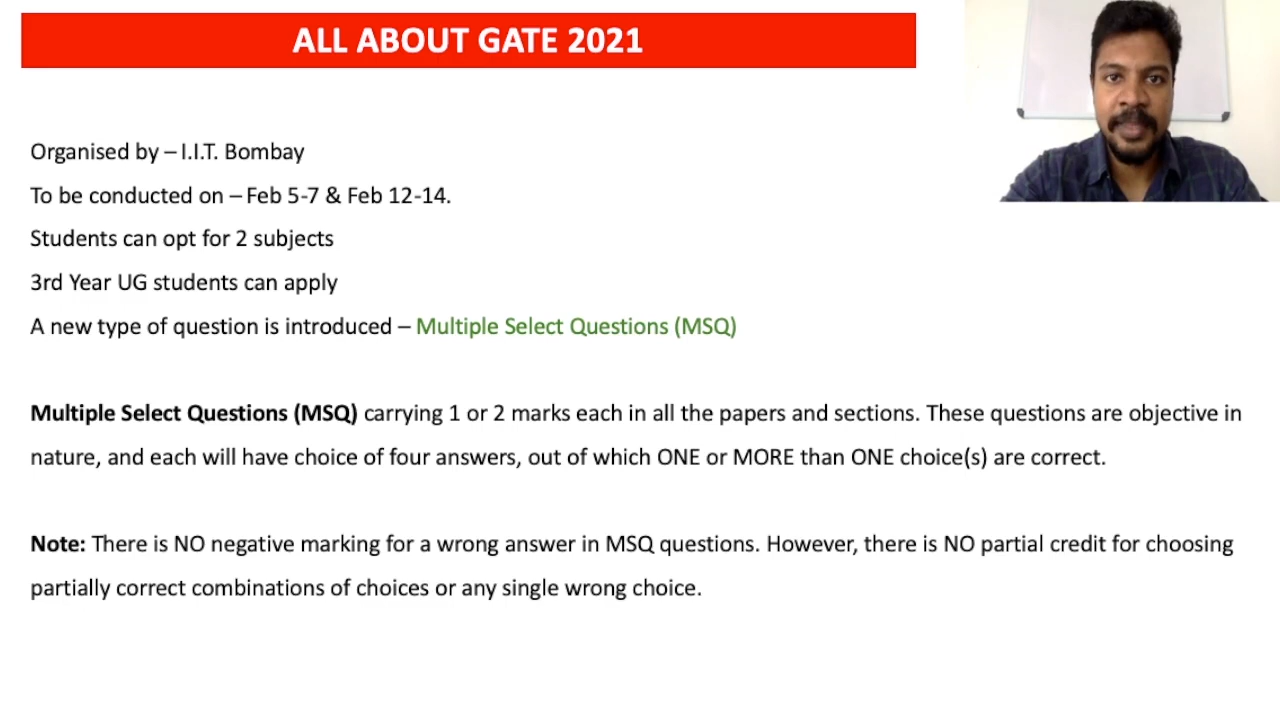 ALL ABOUT GATE 2021
Organised by – I.I.T. Bombay
To be conducted on – Feb 5-7 & Feb 12-14.
Students can opt for 2 subjects
3rd Year UG students can apply
A new type of question is introduced – Multiple Select Questions (MSQ)
Multiple Select Questions (MSQ) carrying 1 or 2 marks each in all the papers and sections. These questions are objective in
nature, and each will have choice of four answers, out of which ONE or MORE than ONE choice(s) are correct.
Note: There is NO negative marking for a wrong answer in MSQ questions. However, there is NO partial credit for choosing
partially correct combinations of choices or any single wrong choice.